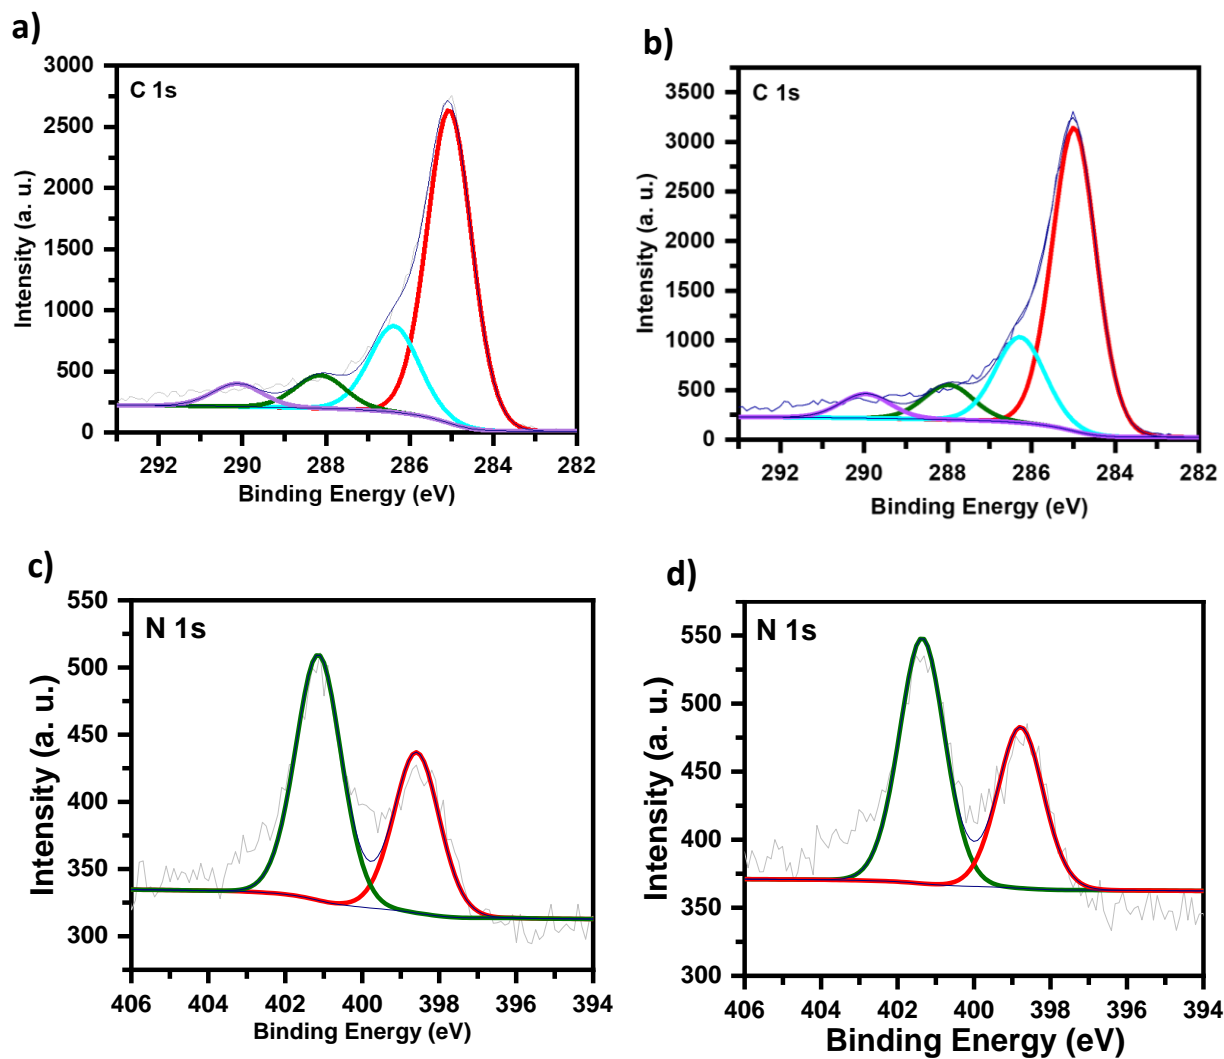 a)
C 1s
3000
2500
2000
1500
1000
500
0
Intensity (a. u.)
292 290 288 286 284 282
Binding Energy (eV)
b)
C 1s
3500
3000
2500
2000
1500
1000
500
0
Intensity (a. u.)
292 290 288 286 284 282
Binding Energy (eV)
c)
N 1s
550
500
450
400
350
300
Intensity (a. u.)
406 404 402 400 398 396 394
Binding Energy (eV)
d)
N 1s
550
500
450
400
350
300
Intensity (a. u.)
406 404 402 400 398 396 394
Binding Energy (eV)